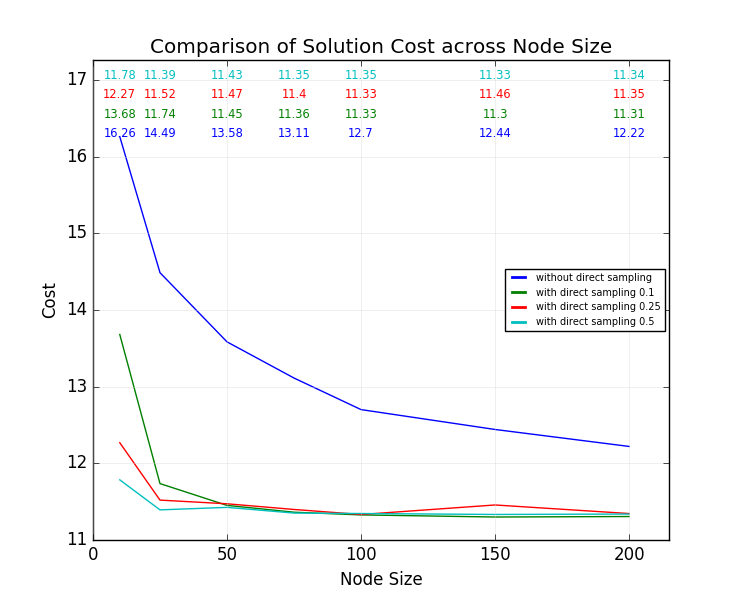 Comparison of Solution Cost across Node Size
17
11.78 11.39 11.43 11.35 11.35 11.33 11.34
12.27 11.52 11.47 11.4 11.33 11.46 11.35
13.68 11.74 11.45 11.36 11.33 11.3 11.31
16.26 14.49 13.58 13.11 12.7 12.44 12.22
16
15
14
13
12
11
Cost
without direct sampling
with direct sampling 0.1
with direct sampling 0.25
with direct sampling 0.5
0 50 100 150 200
Node Size